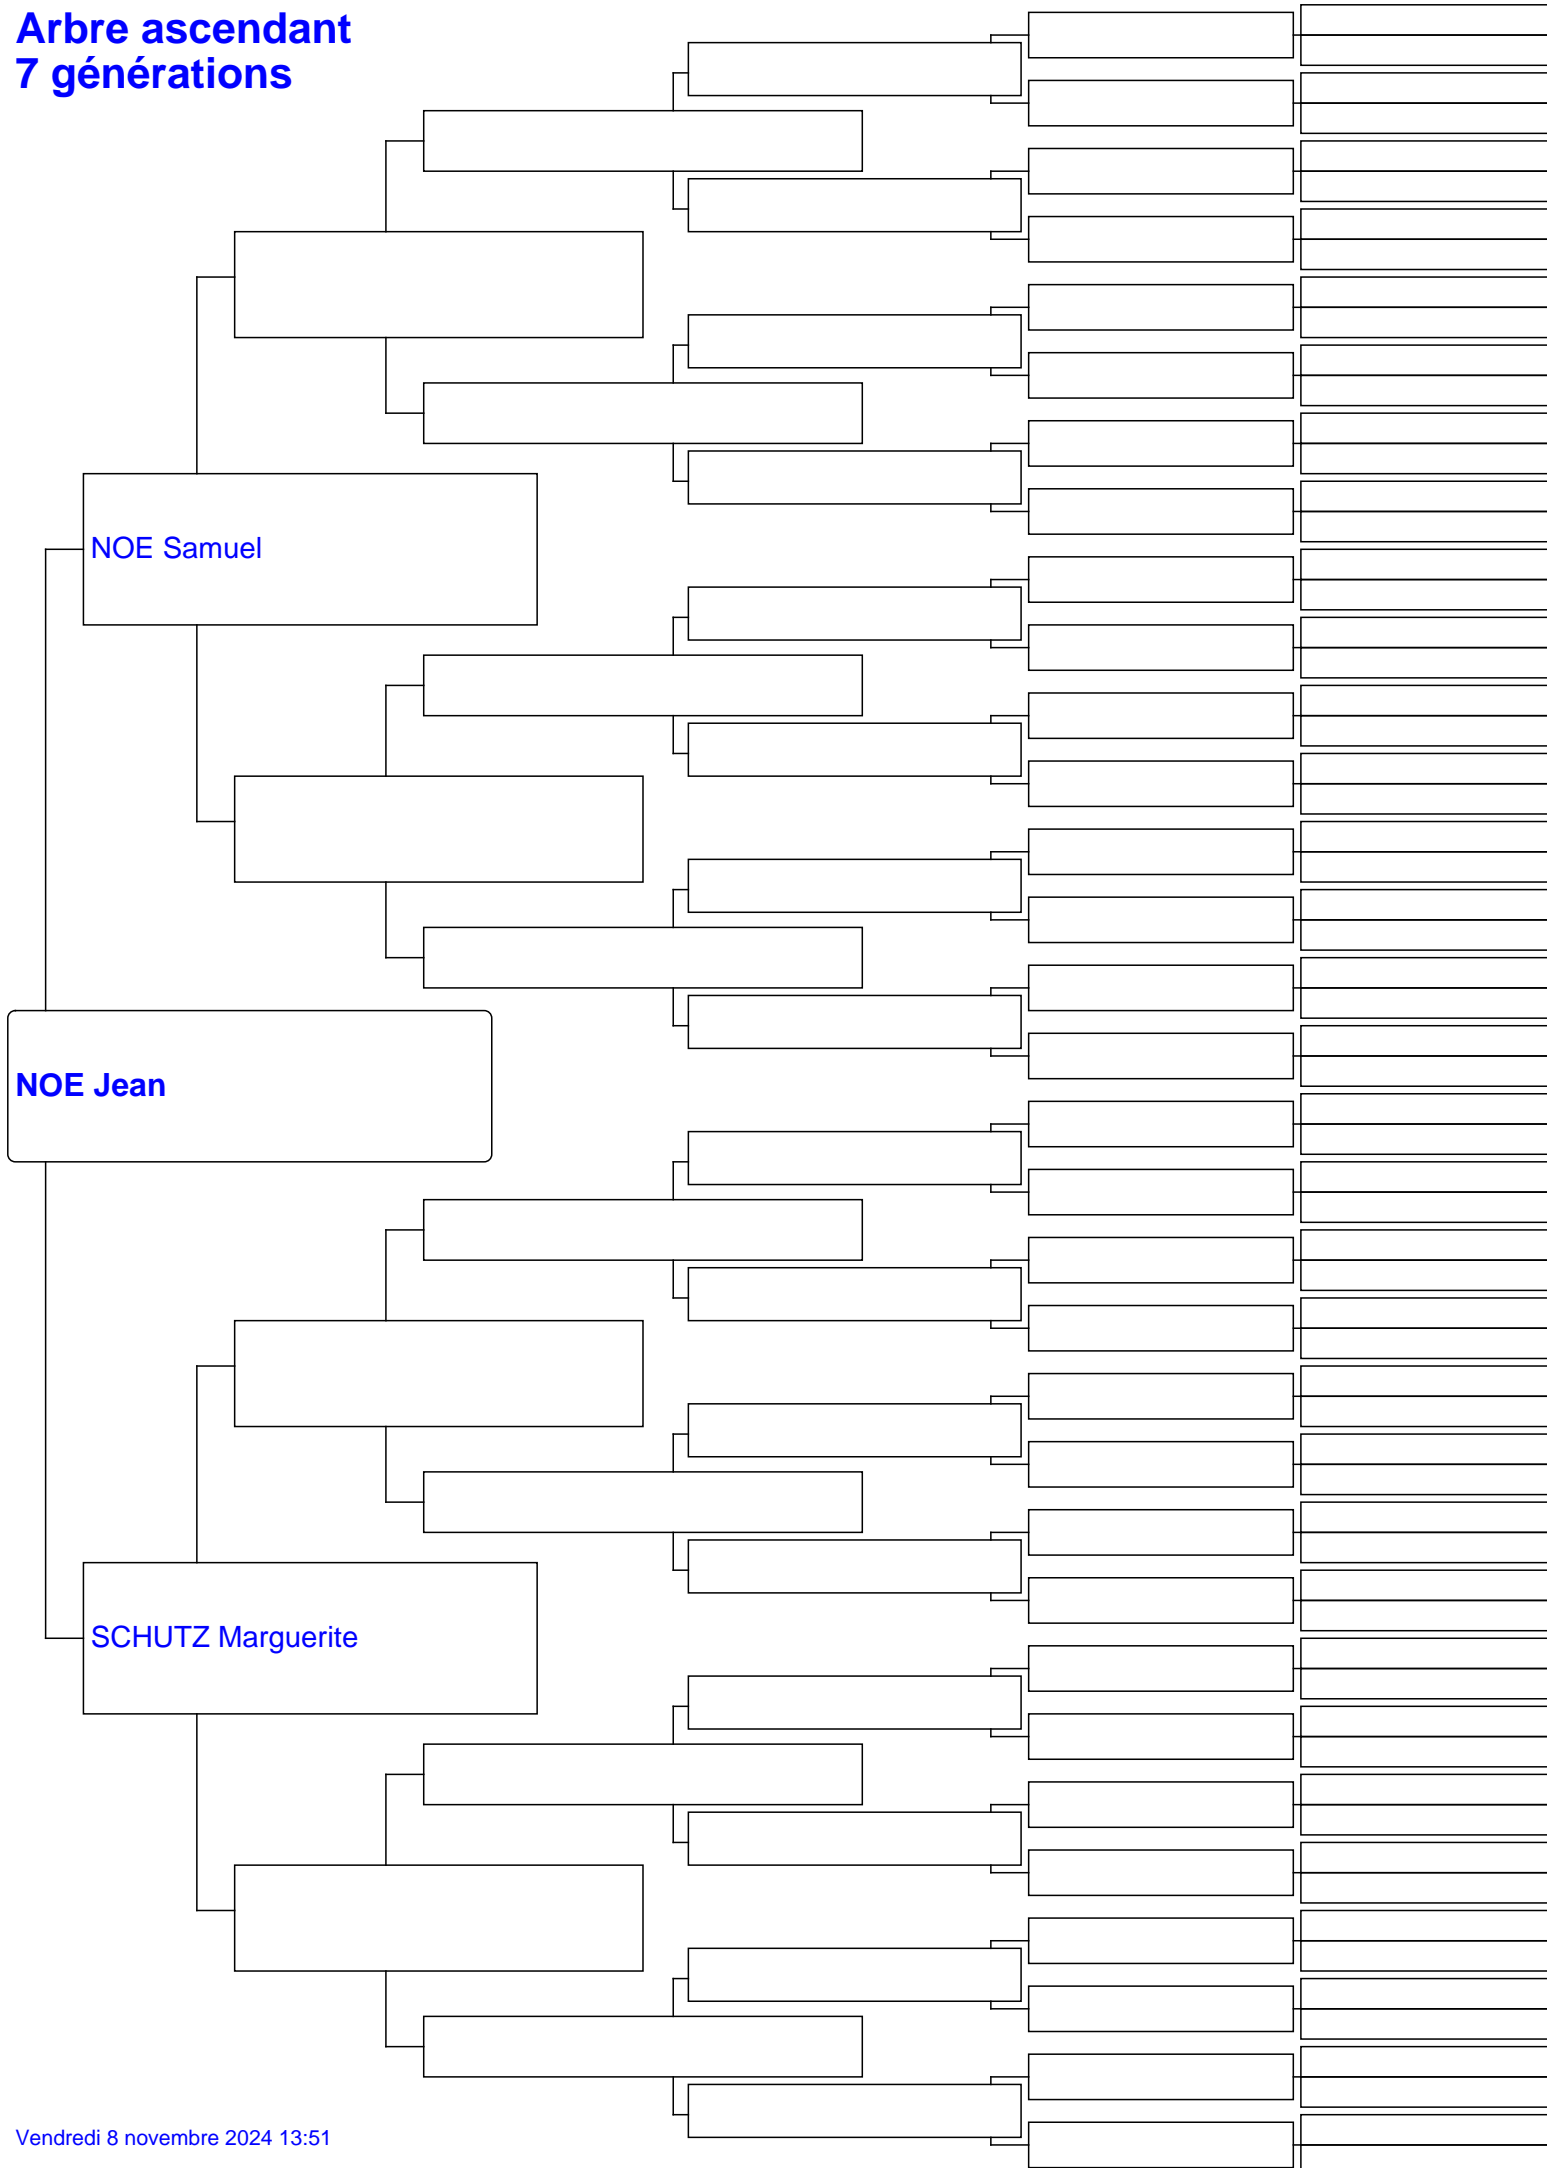 Arbre ascendant
7 générations
NOE Samuel
NOE Jean
SCHUTZ Marguerite
Vendredi 8 novembre 2024 13:51